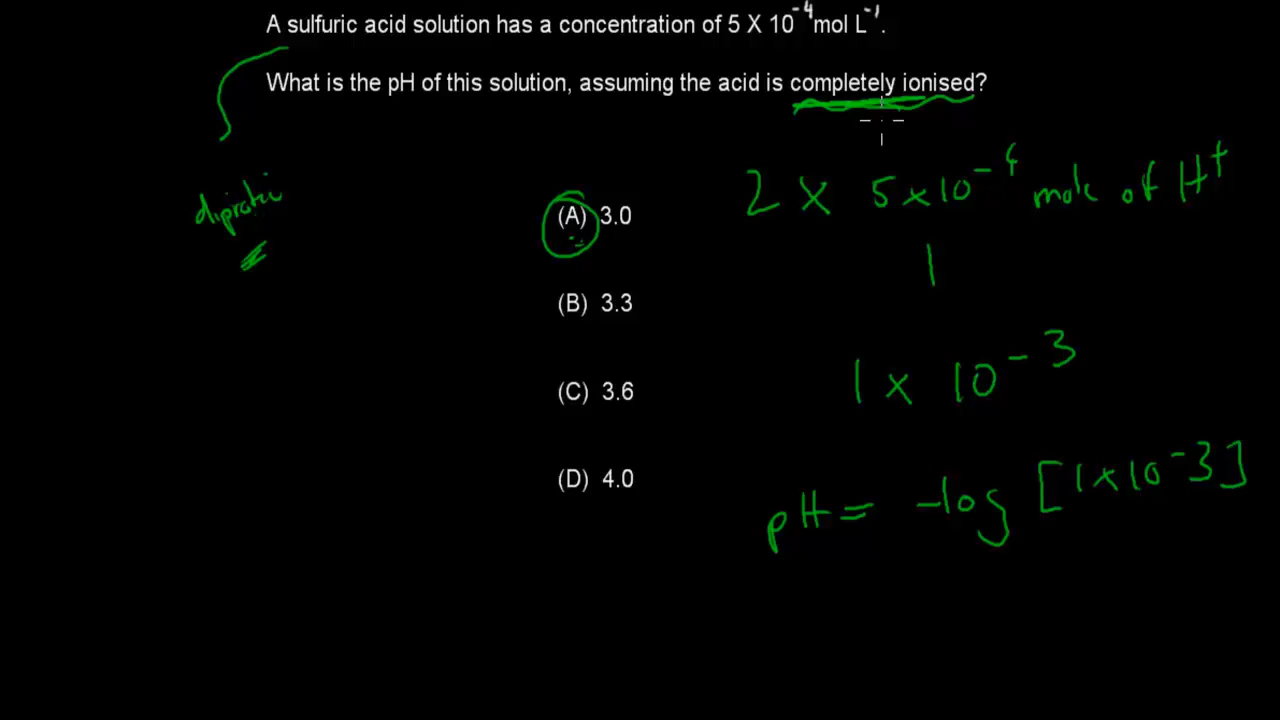 A sulfuric acid solution has a concentration of 5 X 10⁻⁴ mol L⁻¹.
What is the pH of this solution, assuming the acid is completely ionised?
diprotic
2 X 5 x 10⁻⁴ mole of H⁺
(A) 3.0
1
(B) 3.3
1 x 10⁻³
(C) 3.6
(D) 4.0
pH = -log [1 x 10⁻³]